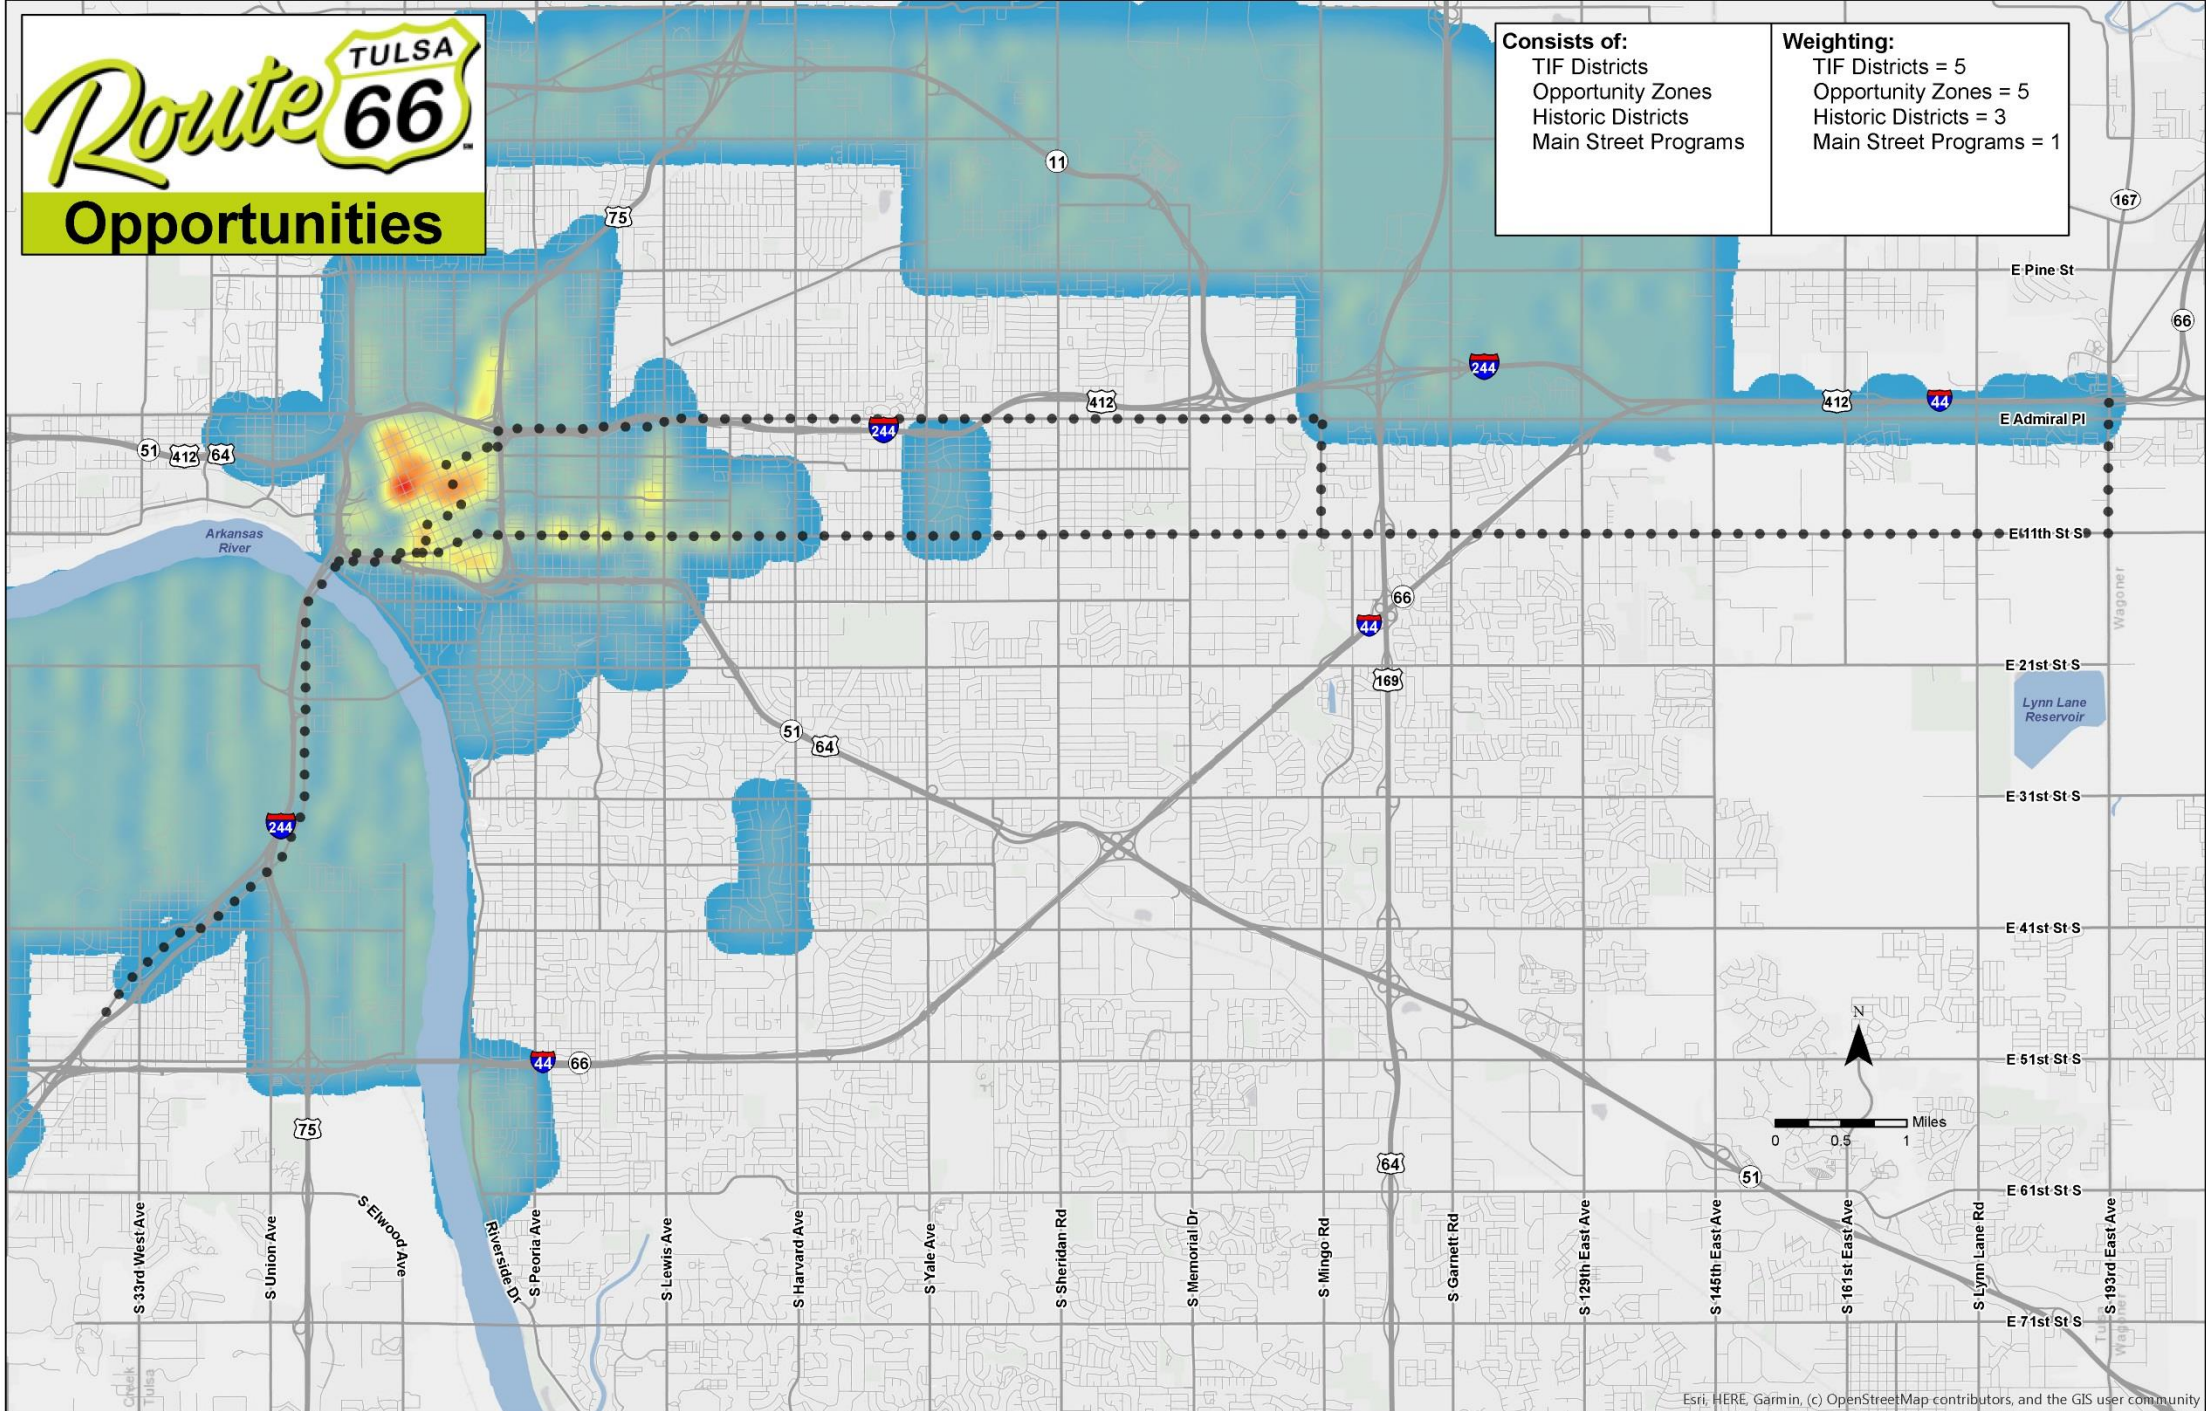 Route
TULSA
66
SM
Opportunities
Consists of:
TIF Districts
Opportunity Zones
Historic Districts
Main Street Programs
Weighting:
TIF Districts = 5
Opportunity Zones = 5
Historic Districts = 3
Main Street Programs = 1
11
75
167
E Pine St
66
244
412
412
44
E Admiral Pl
244
51
412
64
Arkansas
River
E 11th St S
Wagoner
66
44
E 21st St S
169
Lynn Lane
Reservoir
51
64
E 31st St S
244
E 41st St S
N
E 51st St S
44
66
Miles
0
0.5
1
75
64
51
E 61st St S
S 33rd West Ave
S Union Ave
S Elwood Ave
Riverside Dr
S Peoria Ave
S Lewis Ave
S Harvard Ave
S Yale Ave
S Sheridan Rd
S Memorial Dr
S Mingo Rd
S Garnett Rd
S 129th East Ave
S 145th East Ave
S 161st East Ave
S Lynn Lane Rd
S 193rd East Ave
E 71st St S
Tulsa
Wagoner
Creek
Tulsa
Esri, HERE, Garmin, (c) OpenStreetMap contributors, and the GIS user community